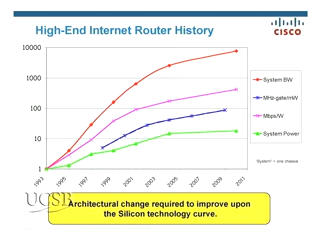 High-End Internet Router History
CISCO
10000
1000
100
10
1
1993
1995
1997
1999
2001
2003
2005
2007
2009
2011
System BW
MHz-gate/mW
Mbps/W
System Power
'System' = one chassis
UCSB
Architectural change required to improve upon
the Silicon technology curve.